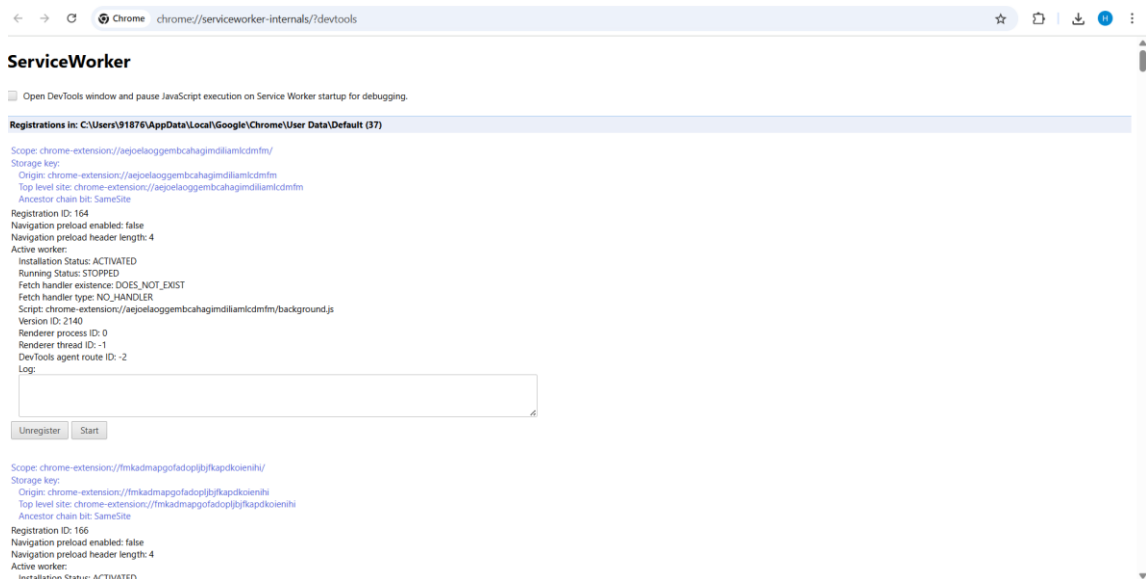 Chrome chrome://serviceworker-internals/?devtools H
ServiceWorker
Open DevTools window and pause JavaScript execution on Service Worker startup for debugging.
Registrations in: C:\Users\91876\AppData\Local\Google\Chrome\User Data\Default (37)
Scope: chrome-extension://aejoelaoggembcahagimdiliamlcdmfm/
Storage key:
Origin: chrome-extension://aejoelaoggembcahagimdiliamlcdmfm
Top level site: chrome-extension://aejoelaoggembcahagimdiliamlcdmfm
Ancestor chain bit: SameSite
Registration ID: 164
Navigation preload enabled: false
Navigation preload header length: 4
Active worker:
Installation Status: ACTIVATED
Running Status: STOPPED
Fetch handler existence: DOES_NOT_EXIST
Fetch handler type: NO_HANDLER
Script: chrome-extension://aejoelaoggembcahagimdiliamlcdmfm/background.js
Version ID: 2140
Renderer process ID: 0
Renderer thread ID: -1
DevTools agent route ID: -2
Log:
Unregister Start
Scope: chrome-extension://fmkadmapgofadopljbjfkapdkoienihi/
Storage key:
Origin: chrome-extension://fmkadmapgofadopljbjfkapdkoienihi
Top level site: chrome-extension://fmkadmapgofadopljbjfkapdkoienihi
Ancestor chain bit: SameSite
Registration ID: 166
Navigation preload enabled: false
Navigation preload header length: 4
Active worker:
Installation Status: ACTIVATED